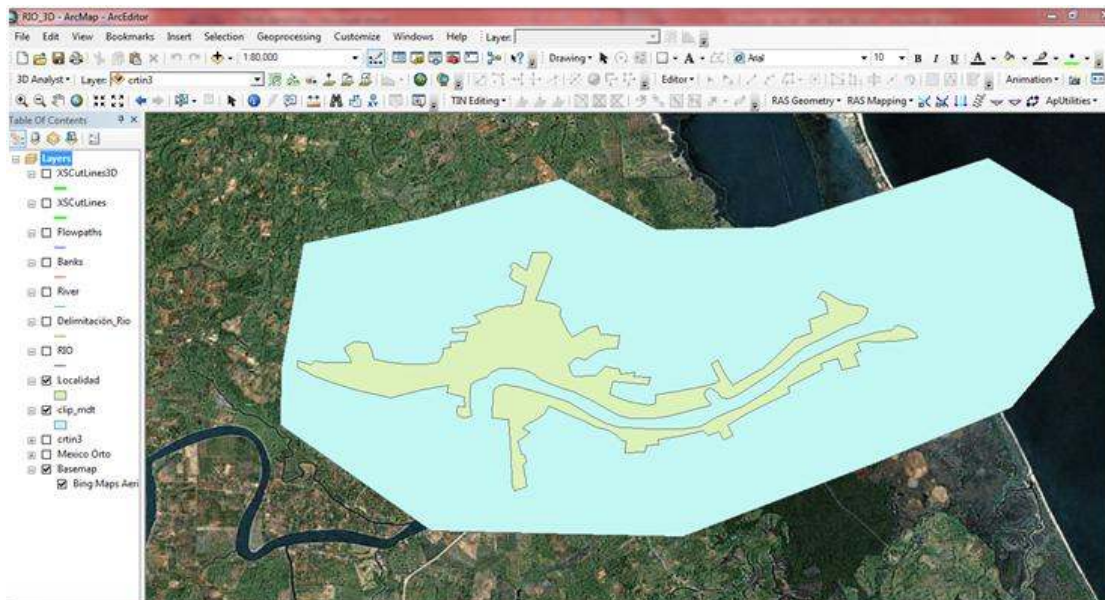 RIO_3D - ArcMap - ArcEditor
File Edit View Bookmarks Insert Selection Geoprocessing Customize Windows Help Layer:
1:80,000 Drawing Arial 10 B I U A
3D Analyst Layer: crtin3 Editor Animation
TIN Editing RAS Geometry RAS Mapping ApUtilities
Table Of Contents
Layers
XSCutLines3D
XSCutLines
Flowpaths
Banks
River
Delimitación_Rio
RIO
Localidad
clip_mdt
crtin3
Mexico Orto
Basemap
Bing Maps Aeri